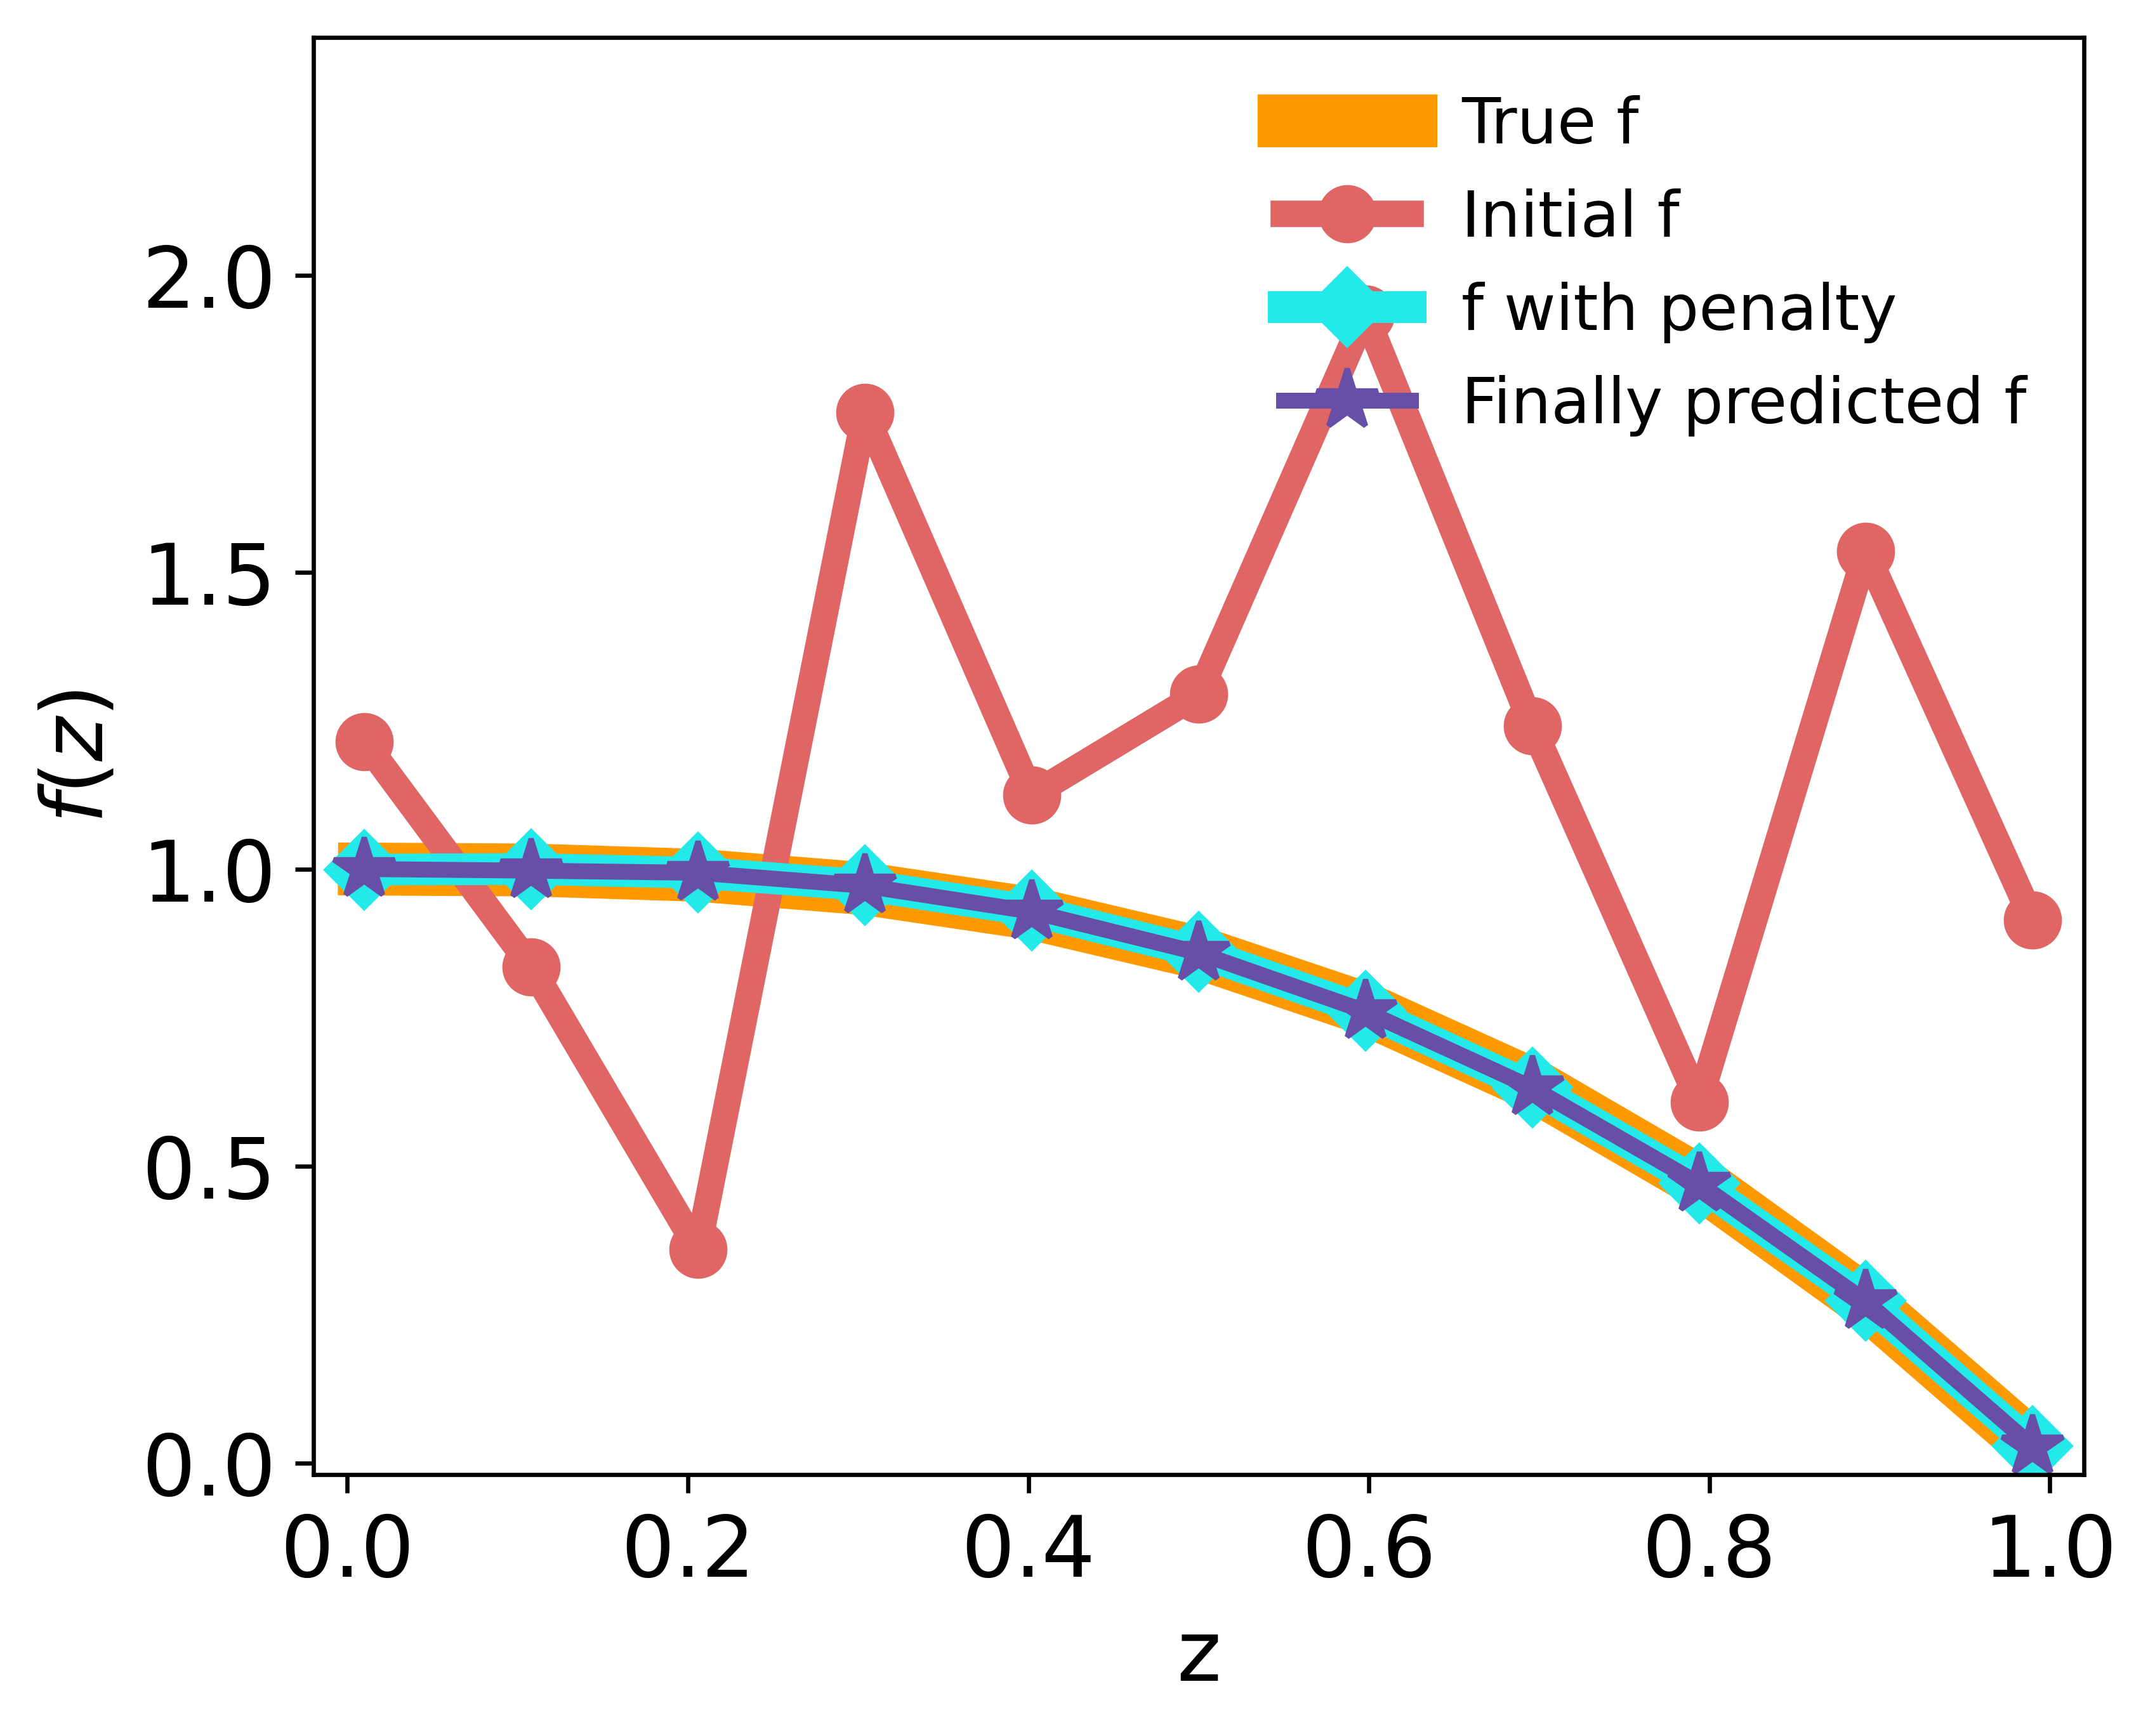 True f
Initial f
f with penalty
Finally predicted f
2.0
1.5
1.0
0.5
0.0
f(z)
0.0 0.2 0.4 0.6 0.8 1.0
z